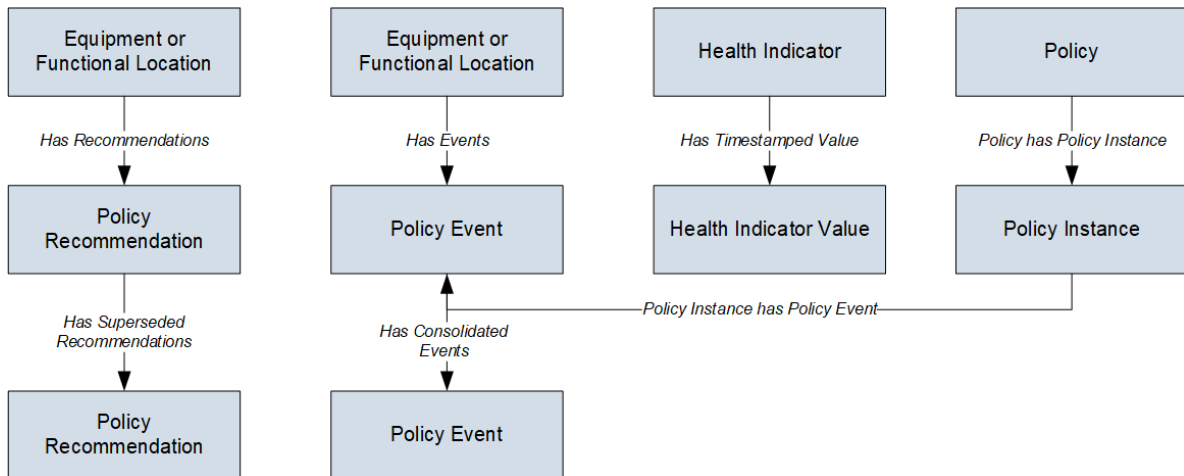 Equipment or
Functional Location
Equipment or
Functional Location
Health Indicator
Policy
Has Recommendations
Has Events
Has Timestamped Value
Policy has Policy Instance
Policy
Recommendation
Policy Event
Health Indicator Value
Policy Instance
Has Superseded
Recommendations
Has Consolidated
Events
Policy Instance has Policy Event
Policy
Recommendation
Policy Event